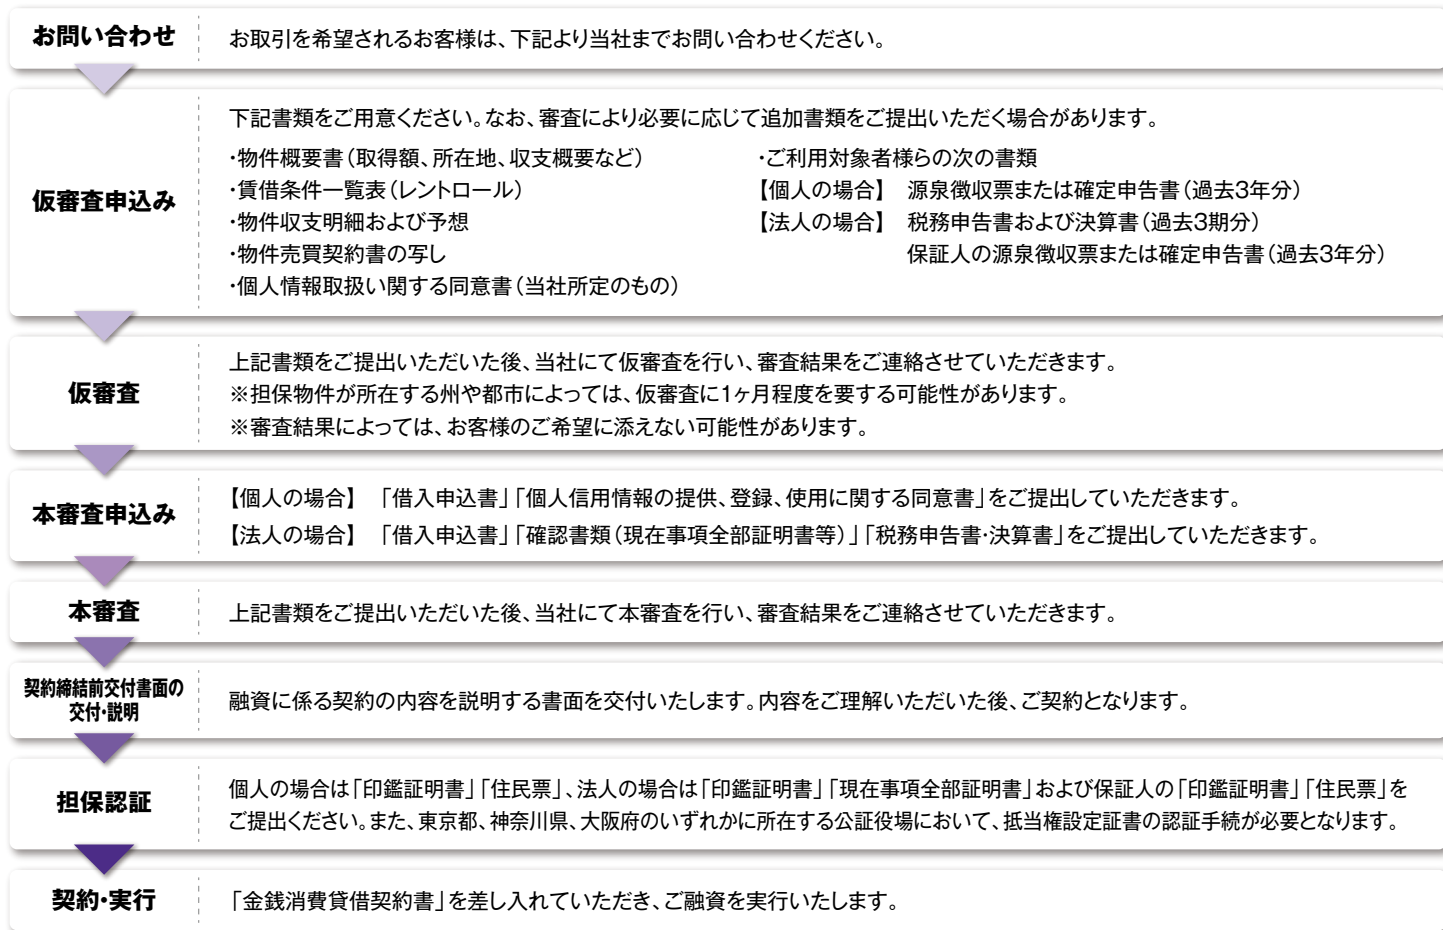 お問い合わせ
お取引を希望されるお客様は、下記より当社までお問い合わせください。
仮審査申込み
下記書類をご用意ください。なお、審査により必要に応じて追加書類をご提出いただく場合があります。
・物件概要書（取得額、所在地、収支概要など）
・賃借条件一覧表（レントロール）
・物件収支明細および予想
・物件売買契約書の写し
・個人情報取扱い関する同意書（当社所定のもの）
・ご利用対象者様らの次の書類
【個人の場合】 源泉徴収票または確定申告書（過去3年分）
【法人の場合】 税務申告書および決算書（過去3期分）
保証人の源泉徴収票または確定申告書（過去3年分）
仮審査
上記書類をご提出いただいた後、当社にて仮審査を行い、審査結果をご連絡させていただきます。
※担保物件が所在する州や都市によっては、仮審査に1ヶ月程度を要する可能性があります。
※審査結果によっては、お客様のご希望に添えない可能性があります。
本審査申込み
【個人の場合】 「借入申込書」「個人信用情報の提供、登録、使用に関する同意書」をご提出していただきます。
【法人の場合】 「借入申込書」「確認書類（現在事項全部証明書等）」「税務申告書・決算書」をご提出していただきます。
本審査
上記書類をご提出いただいた後、当社にて本審査を行い、審査結果をご連絡させていただきます。
契約締結前交付書面の
交付・説明
融資に係る契約の内容を説明する書面を交付いたします。内容をご理解いただいた後、ご契約となります。
担保認証
個人の場合は「印鑑証明書」「住民票」、法人の場合は「印鑑証明書」「現在事項全部証明書」および保証人の「印鑑証明書」「住民票」を
ご提出ください。また、東京都、神奈川県、大阪府のいずれかに所在する公証役場において、抵当権設定証書の認証手続が必要となります。
契約・実行
「金銭消費貸借契約書」を差し入れていただき、ご融資を実行いたします。